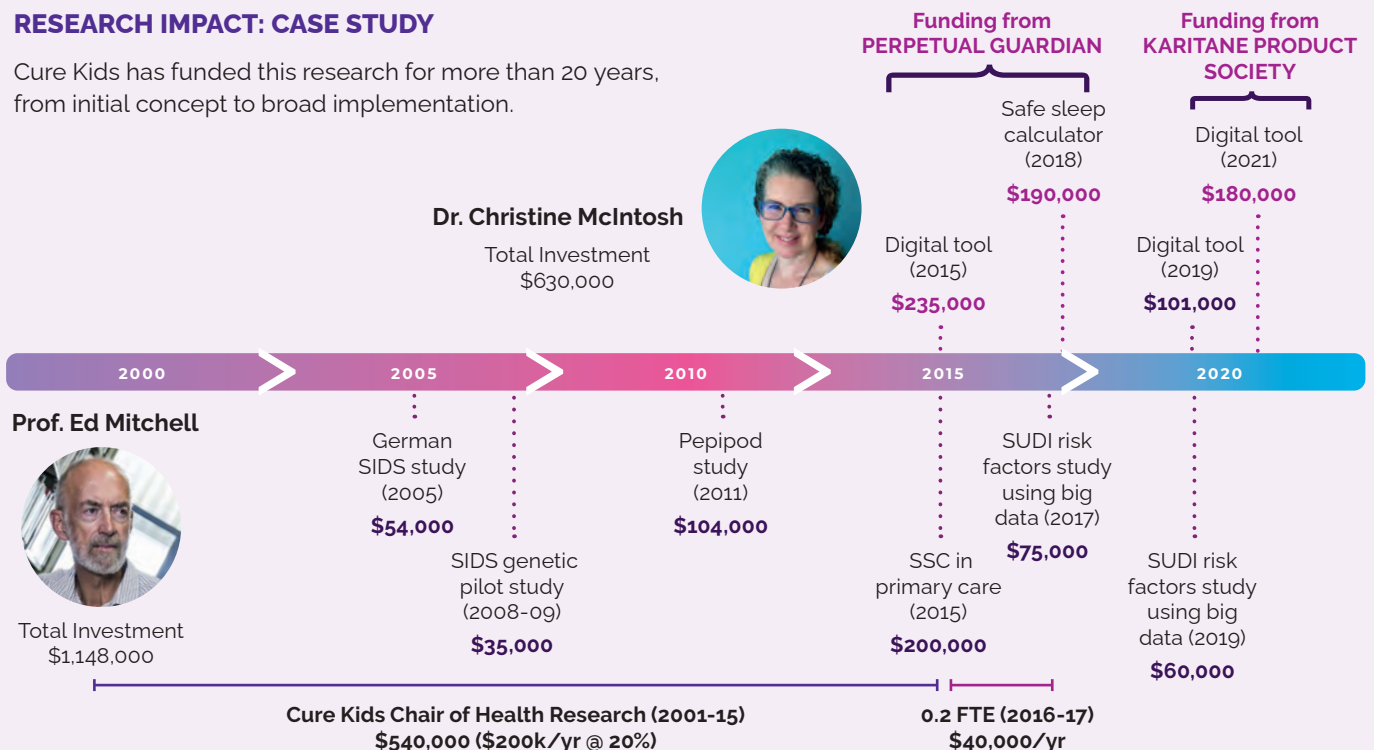 RESEARCH IMPACT: CASE STUDY
Cure Kids has funded this research for more than 20 years,
from initial concept to broad implementation.
Funding from
PERPETUAL GUARDIAN
Funding from
KARITANE PRODUCT
SOCIETY
Safe sleep
calculator
(2018)
$190,000
Digital tool
(2021)
$180,000
Dr. Christine McIntosh
Total Investment
$630,000
Digital tool
(2015)
$235,000
Digital tool
(2019)
$101,000
2000
2005
2010
2015
2020
Prof. Ed Mitchell
Total Investment
$1,148,000
German
SIDS study
(2005)
$54,000
SIDS genetic
pilot study
(2008-09)
$35,000
Pepipod
study
(2011)
$104,000
SSC in
primary care
(2015)
$200,000
SUDI risk
factors study
using big
data (2017)
$75,000
SUDI risk
factors study
using big
data (2019)
$60,000
Cure Kids Chair of Health Research (2001-15)
$540,000 ($200k/yr @ 20%)
0.2 FTE (2016-17)
$40,000/yr